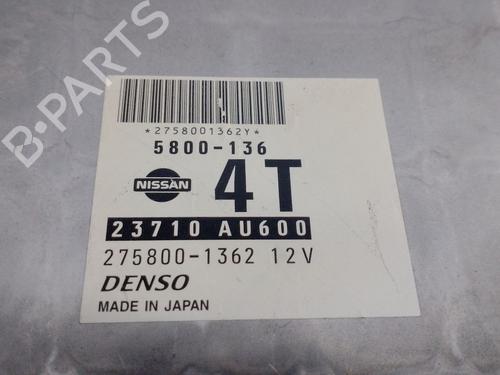 B-PARTS
*2758001362Y*
5800-136
NISSAN
4T
23710 AU600
275800-1362 12V
DENSO
MADE IN JAPAN